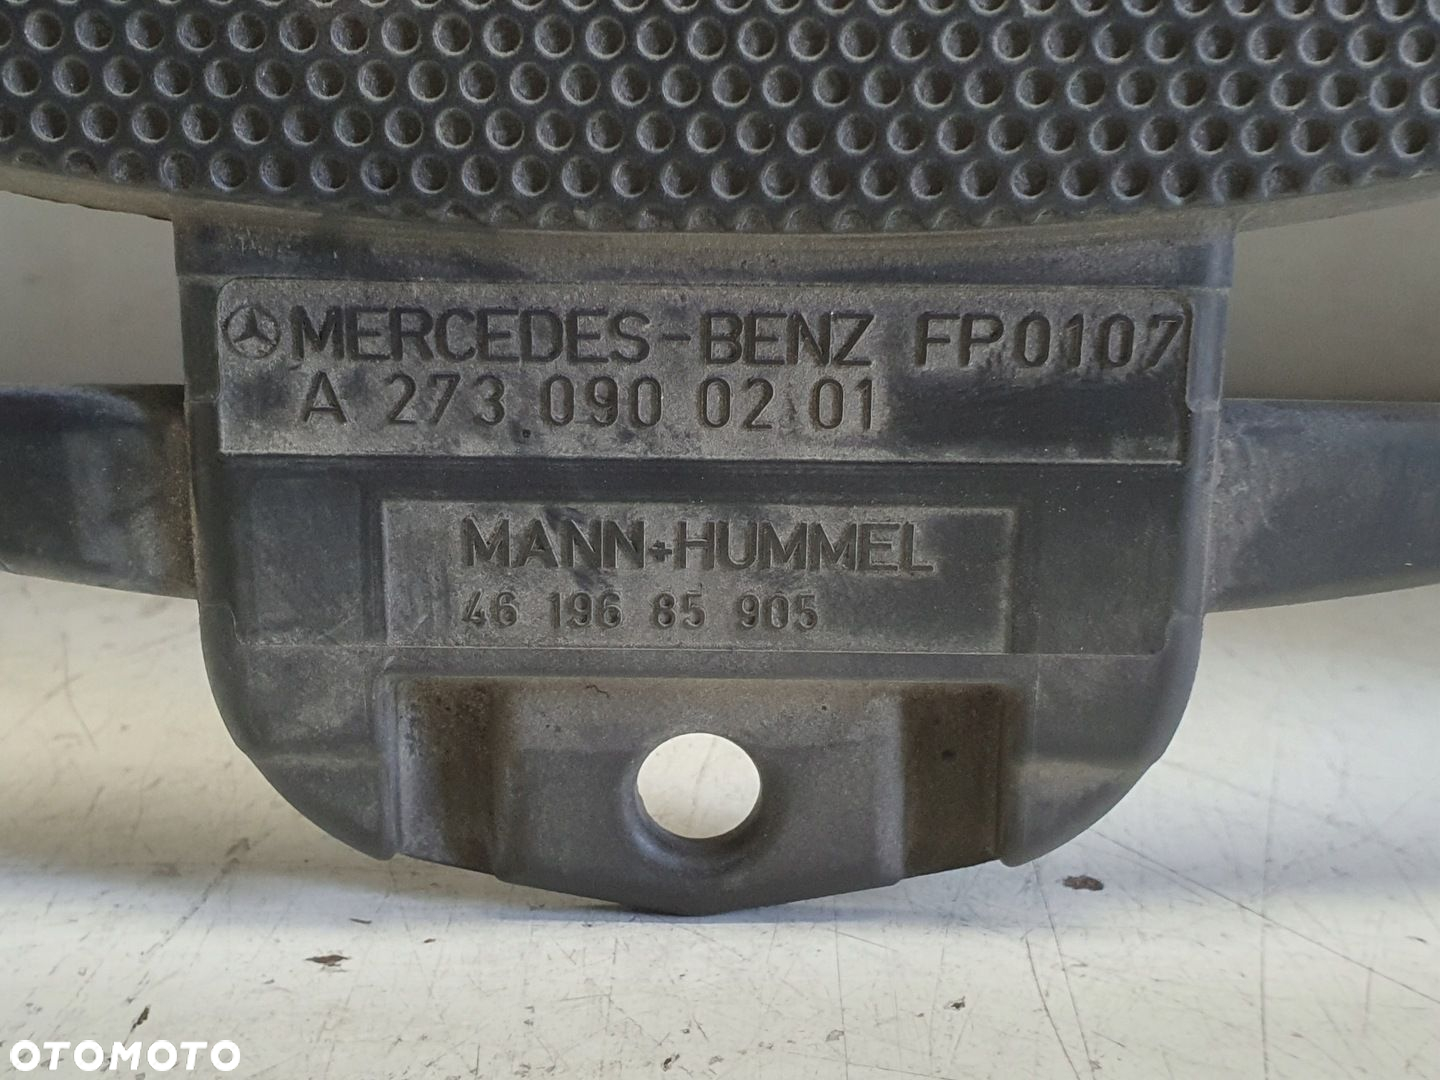 MERCEDES-BENZ FP0107
A 273 090 02 01
MANN+HUMMEL
46 196 85 905
OTOMOTO